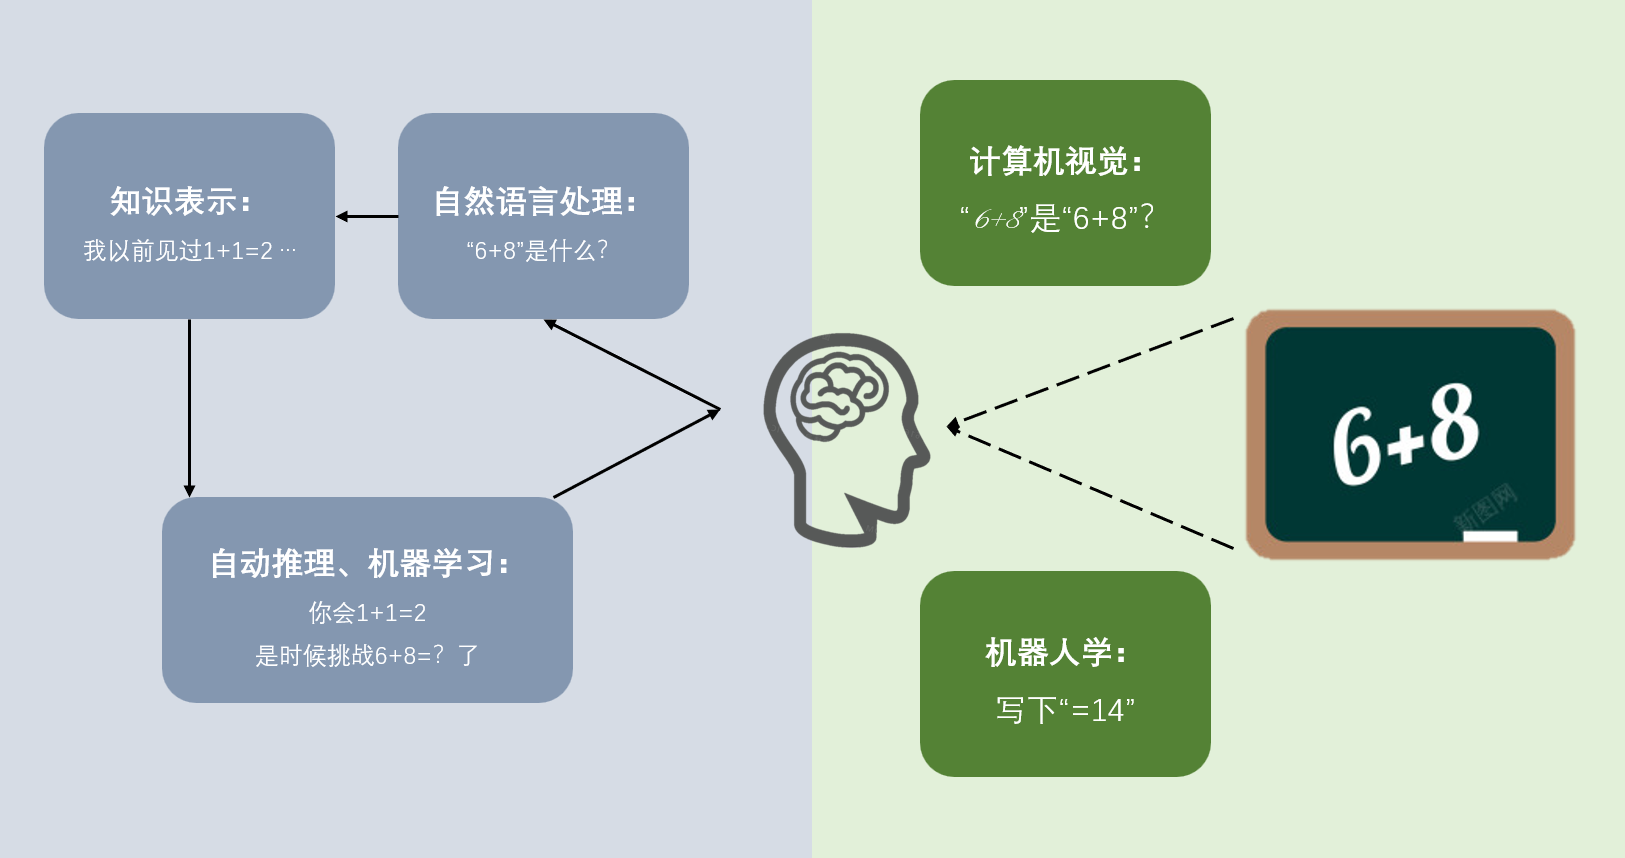 知识表示：
我以前见过1+1=2 …
自然语言处理：
“6+8”是什么？
自动推理、机器学习：
你会1+1=2
是时候挑战6+8=？了
计算机视觉：
“6+8”是“6+8”？
6+8
新图网
机器人学：
写下“=14”